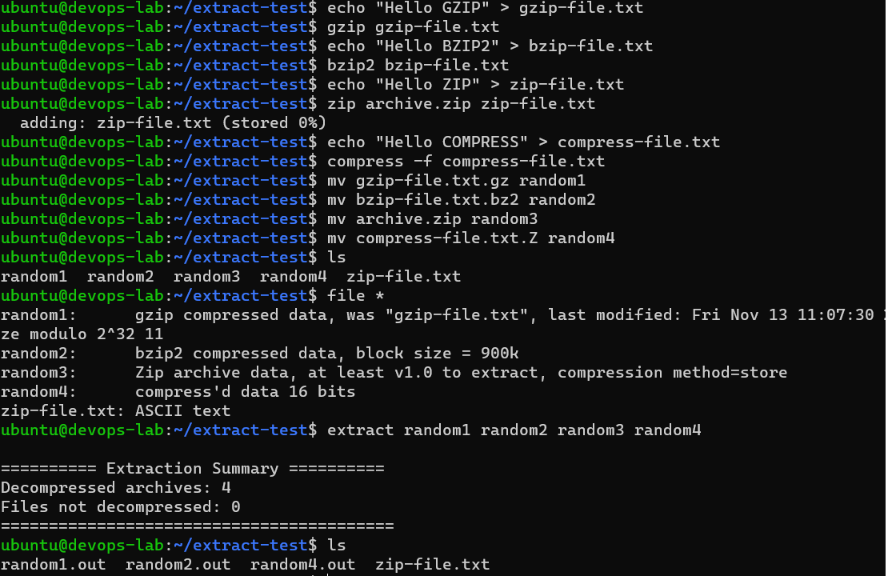 ubuntu@devops-lab:~/extract-test$ echo "Hello GZIP" > gzip-file.txt
ubuntu@devops-lab:~/extract-test$ gzip gzip-file.txt
ubuntu@devops-lab:~/extract-test$ echo "Hello BZIP2" > bzip-file.txt
ubuntu@devops-lab:~/extract-test$ bzip2 bzip-file.txt
ubuntu@devops-lab:~/extract-test$ echo "Hello ZIP" > zip-file.txt
ubuntu@devops-lab:~/extract-test$ zip archive.zip zip-file.txt
  adding: zip-file.txt (stored 0%)
ubuntu@devops-lab:~/extract-test$ echo "Hello COMPRESS" > compress-file.txt
ubuntu@devops-lab:~/extract-test$ compress -f compress-file.txt
ubuntu@devops-lab:~/extract-test$ mv gzip-file.txt.gz random1
ubuntu@devops-lab:~/extract-test$ mv bzip-file.txt.bz2 random2
ubuntu@devops-lab:~/extract-test$ mv archive.zip random3
ubuntu@devops-lab:~/extract-test$ mv compress-file.txt.Z random4
ubuntu@devops-lab:~/extract-test$ ls
random1  random2  random3  random4  zip-file.txt
ubuntu@devops-lab:~/extract-test$ file *
random1:      gzip compressed data, was "gzip-file.txt", last modified: Fri Nov 13 11:07:30
ze modulo 2^32 11
random2:      bzip2 compressed data, block size = 900k
random3:      Zip archive data, at least v1.0 to extract, compression method=store
random4:      compress'd data 16 bits
zip-file.txt: ASCII text
ubuntu@devops-lab:~/extract-test$ extract random1 random2 random3 random4
========== Extraction Summary ==========
Decompressed archives: 4
Files not decompressed: 0
=========================================
ubuntu@devops-lab:~/extract-test$ ls
random1.out  random2.out  random4.out  zip-file.txt